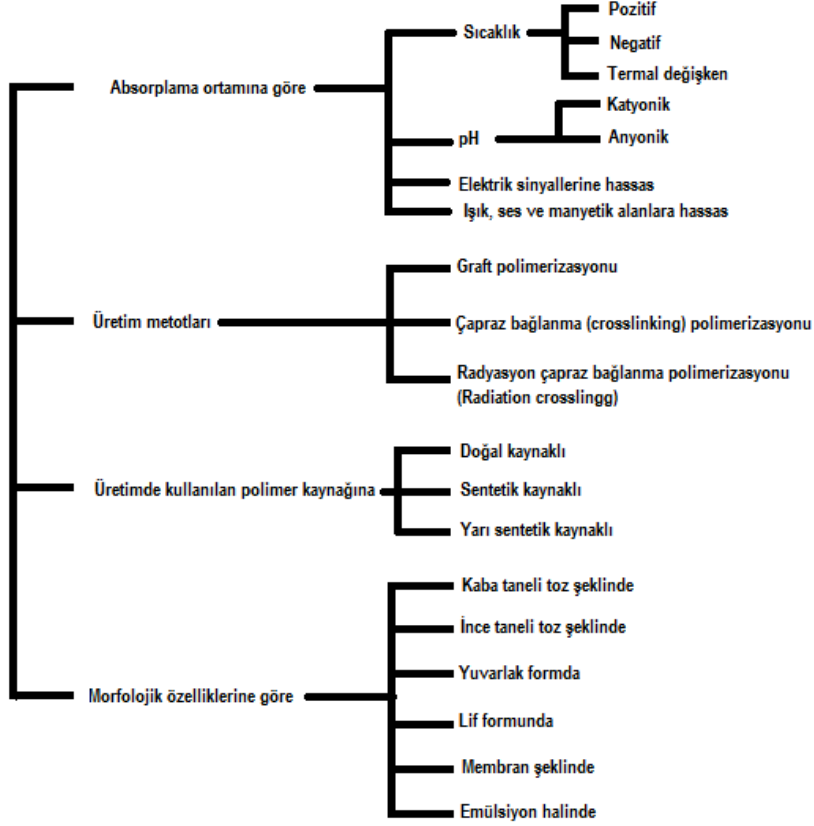 Absorplama ortamına göre
Sıcaklık
Pozitif
Negatif
Termal değişken
pH
Katyonik
Anyonik
Elektrik sinyallerine hassas
Işık, ses ve manyetik alanlara hassas
Üretim metotları
Graft polimerizasyonu
Çapraz bağlanma (crosslinking) polimerizasyonu
Radyasyon çapraz bağlanma polimerizasyonu
(Radiation crosslingg)
Üretimde kullanılan polimer kaynağına
Doğal kaynaklı
Sentetik kaynaklı
Yarı sentetik kaynaklı
Morfolojik özelliklerine göre
Kaba taneli toz şeklinde
İnce taneli toz şeklinde
Yuvarlak formda
Lif formunda
Membran şeklinde
Emülsiyon halinde